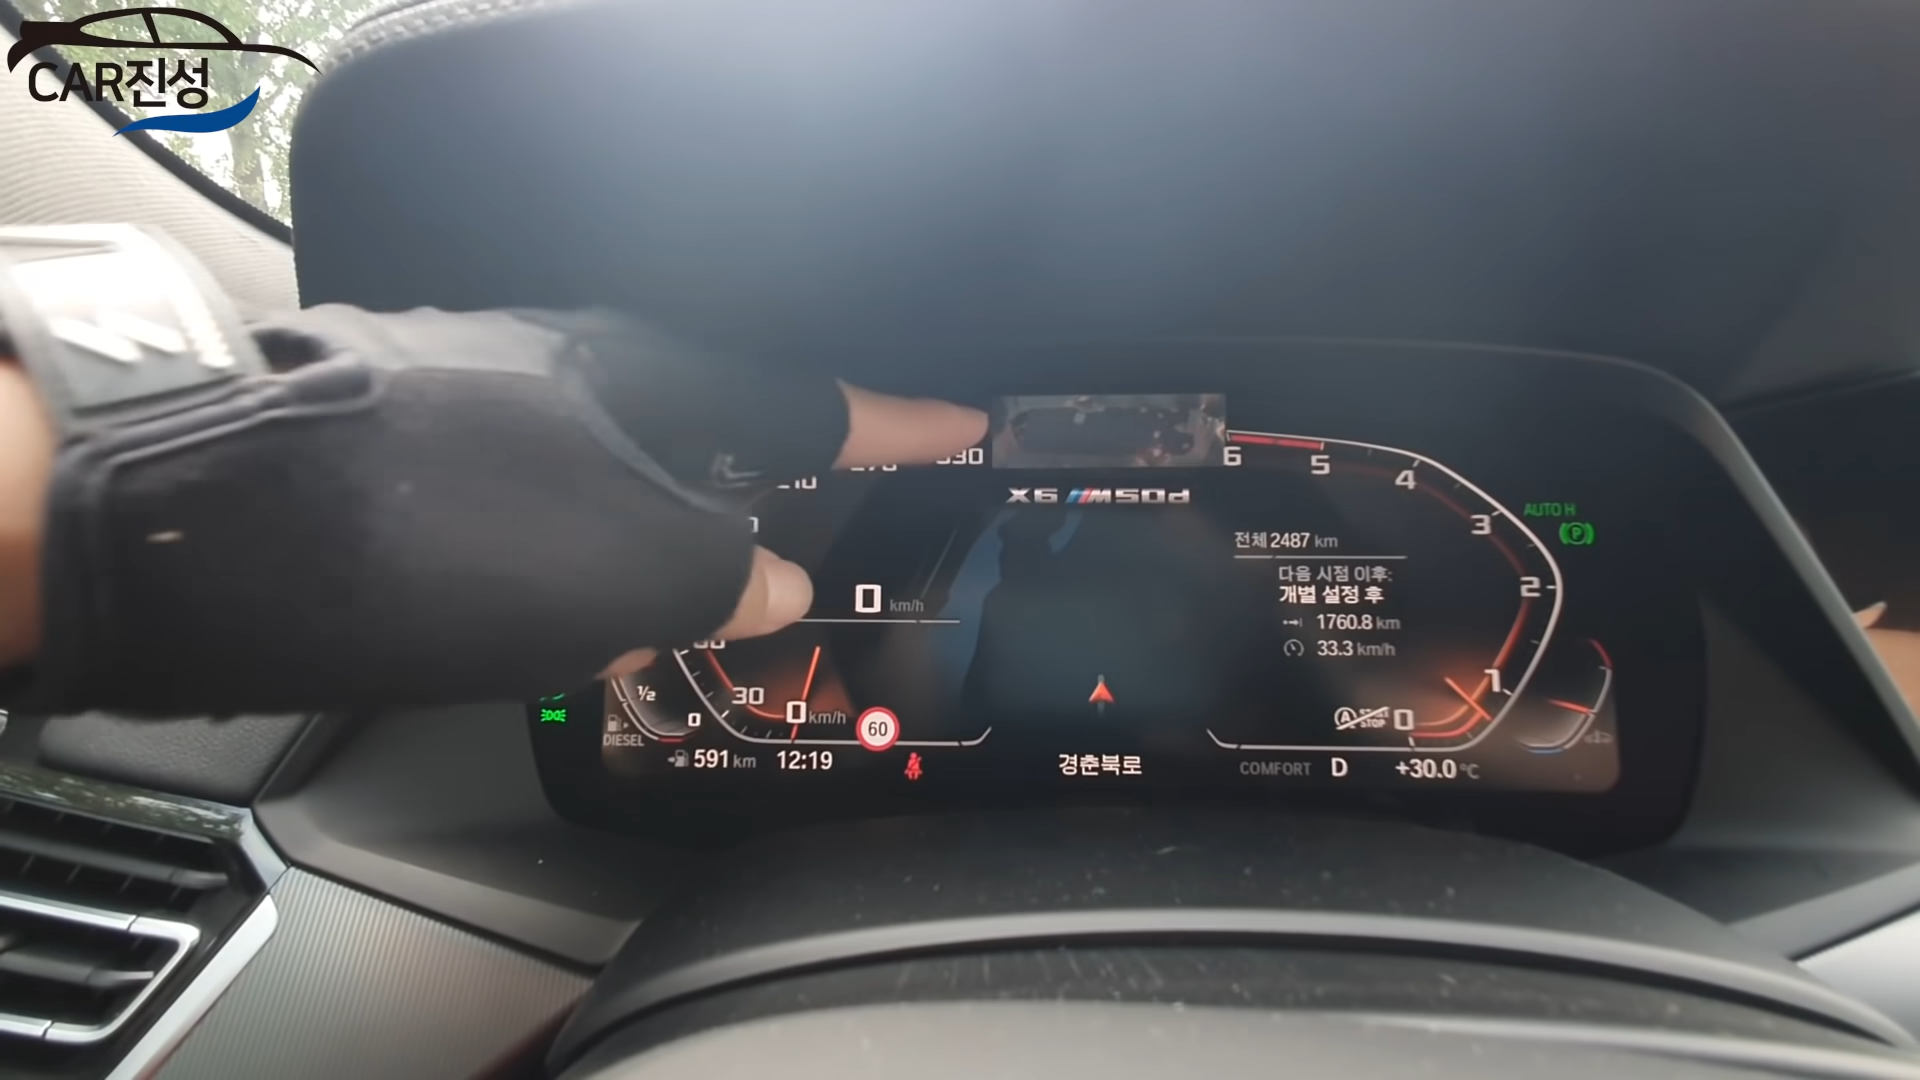 CAR진성
330
6
5
4
3
2
1
0
X6 M50d
AUTO H
P
전체 2487 km
다음 시점 이후:
개별 설정 후
1760.8 km
33.3 km/h
0 km/h
1/2
0
30
0 km/h
60
A START STOP
DIESEL
591 km
12:19
경춘북로
COMFORT D
+30.0 °C